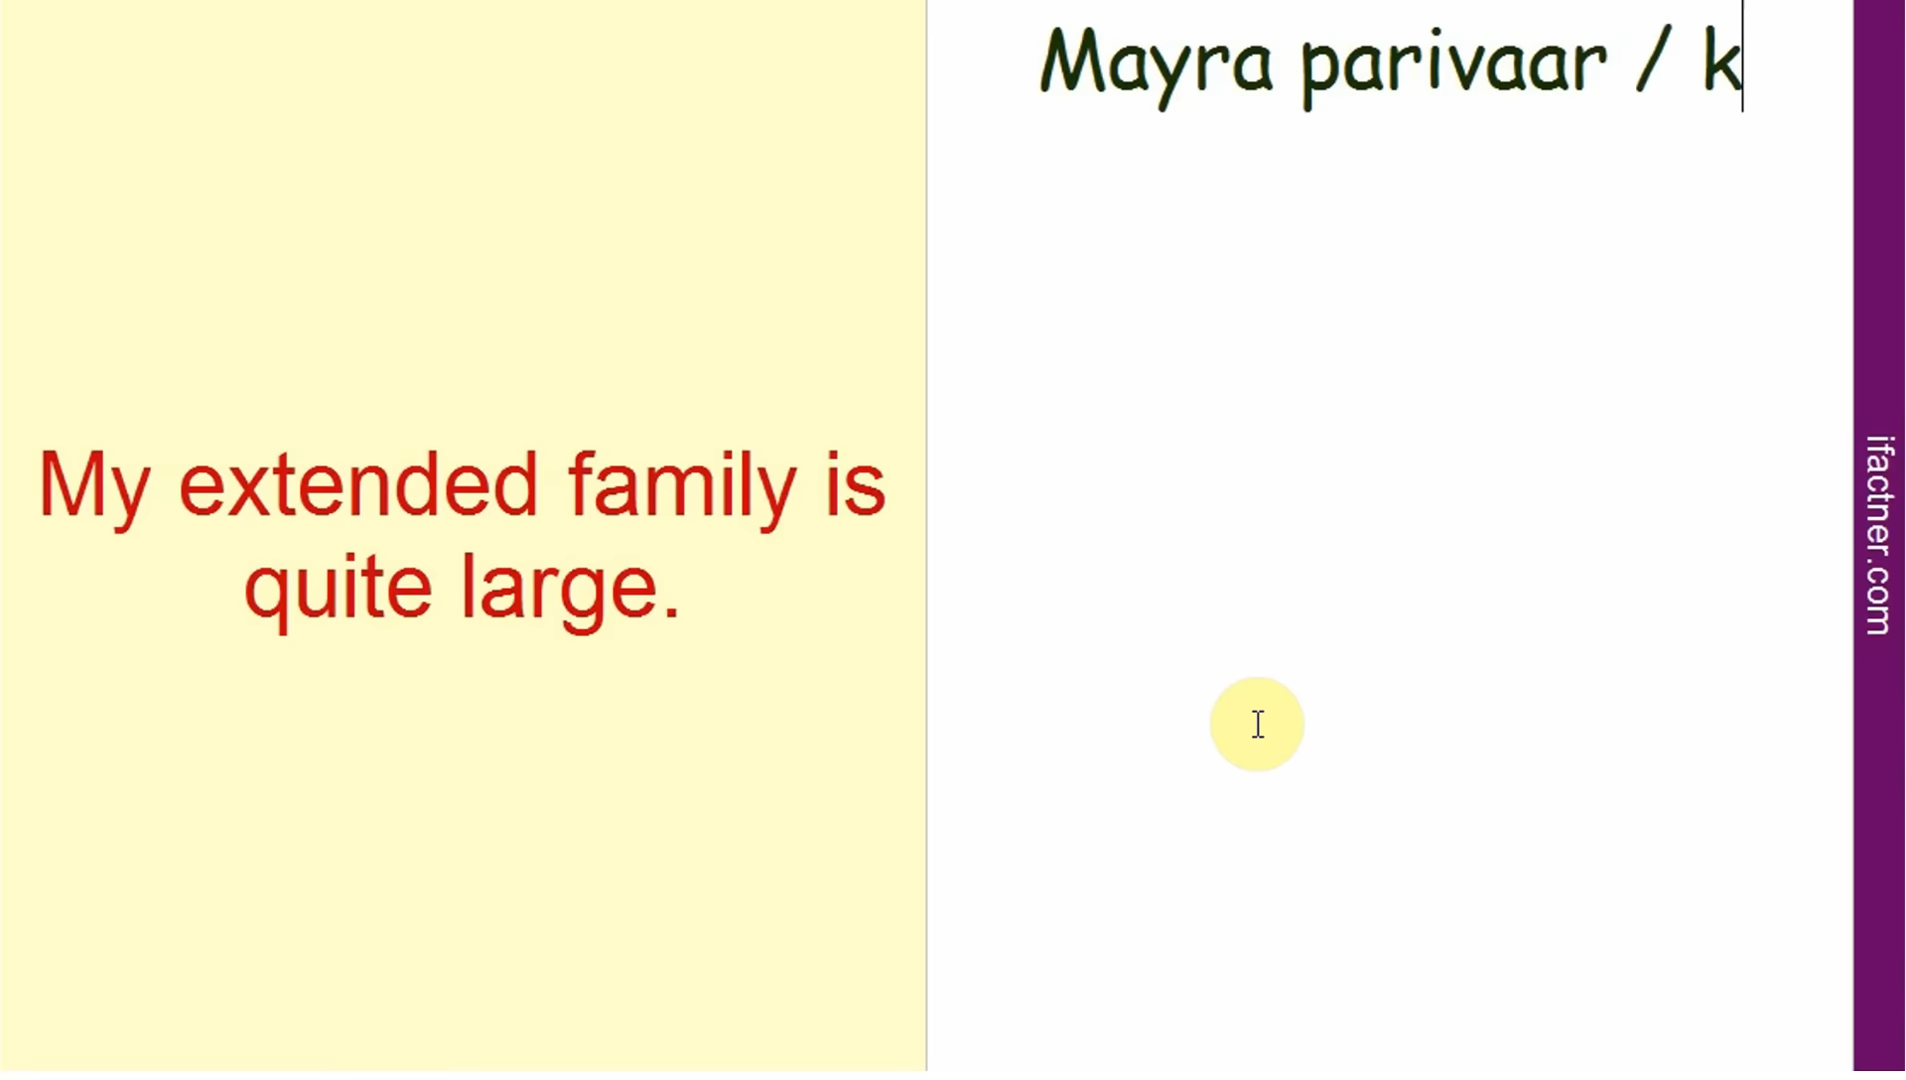 My extended family is
quite large.
Mayra parivaar / k
ifactner.com